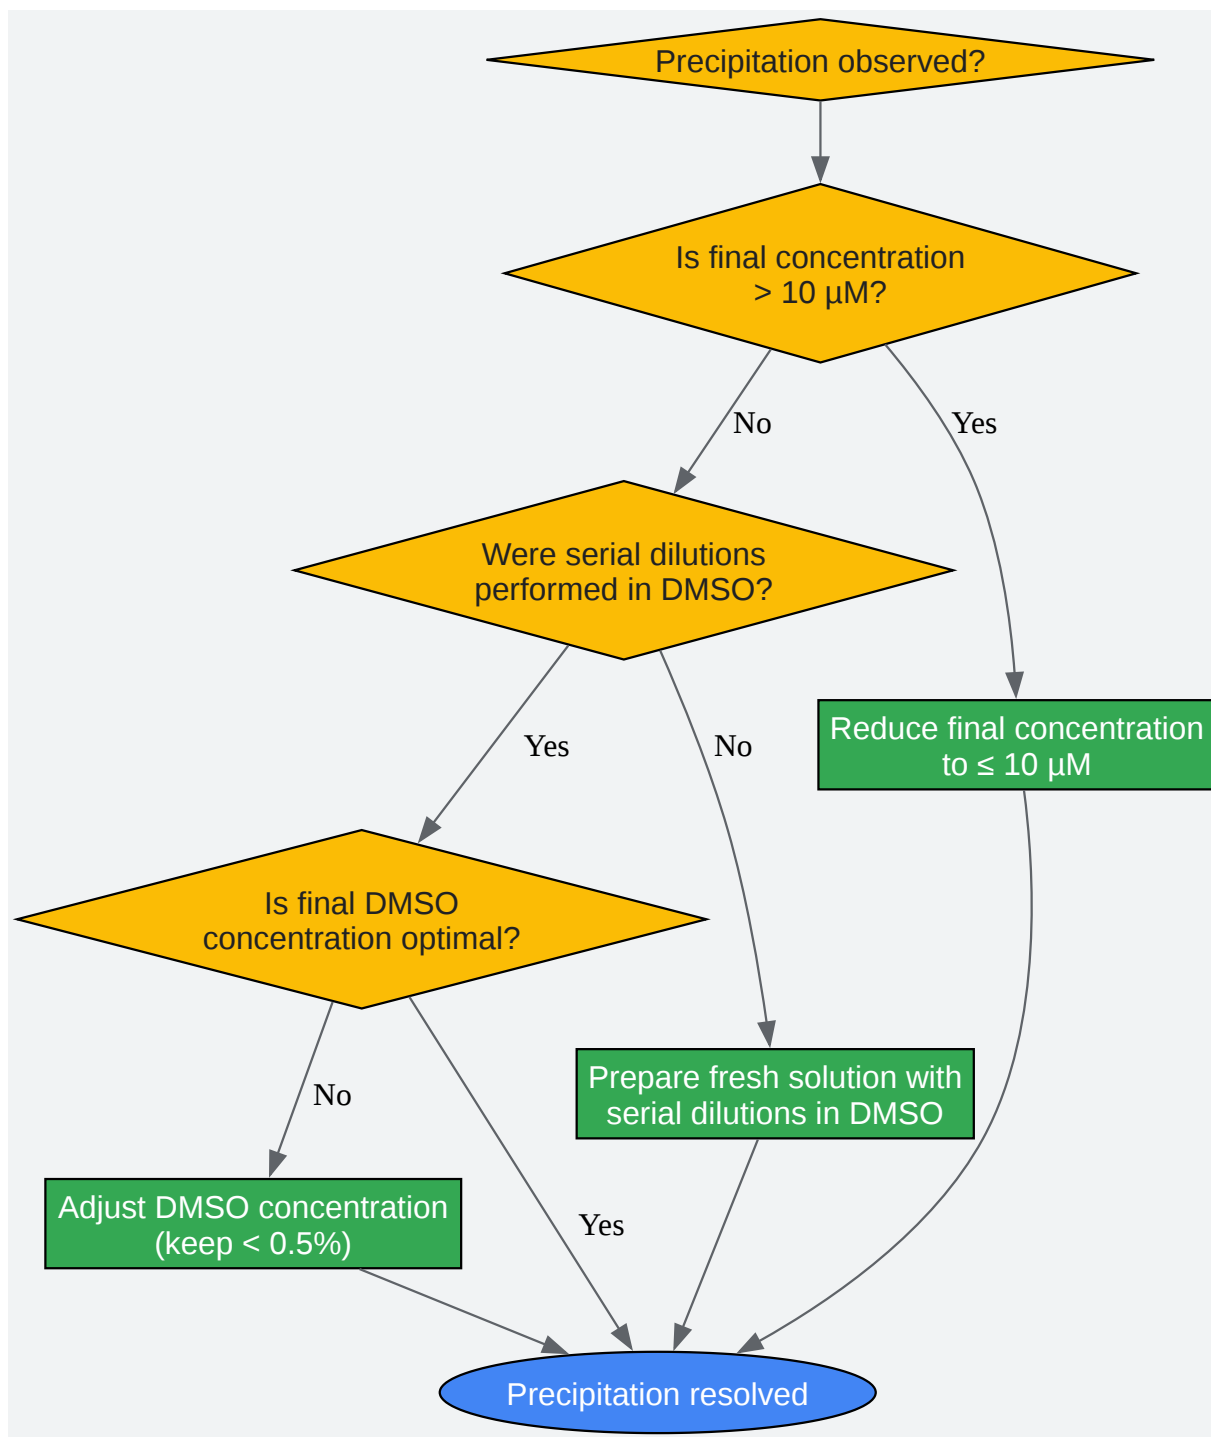 Precipitation observed?
Is final concentration
> 10 µM?
No
Yes
Were serial dilutions
performed in DMSO?
Reduce final concentration
to ≤ 10 µM
Yes
No
Is final DMSO
concentration optimal?
Prepare fresh solution with
serial dilutions in DMSO
No
Adjust DMSO concentration
(keep < 0.5%)
Yes
Precipitation resolved